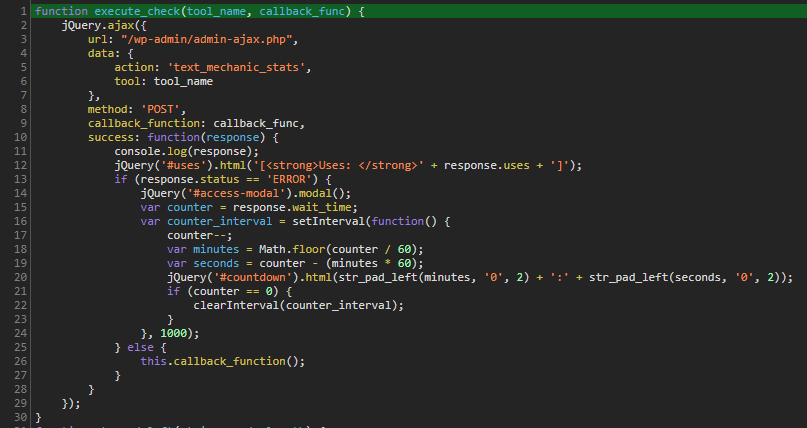 1 function execute_check(tool_name, callback_func) {
2     jQuery.ajax({
3         url: "/wp-admin/admin-ajax.php",
4         data: {
5             action: 'text_mechanic_stats',
6             tool: tool_name
7         },
8         method: 'POST',
9         callback_function: callback_func,
10         success: function(response) {
11             console.log(response);
12             jQuery('#uses').html('[<strong>Uses: </strong>' + response.uses + ']');
13             if (response.status == 'ERROR') {
14                 jQuery('#access-modal').modal();
15                 var counter = response.wait_time;
16                 var counter_interval = setInterval(function() {
17                     counter--;
18                     var minutes = Math.floor(counter / 60);
19                     var seconds = counter - (minutes * 60);
20                     jQuery('#countdown').html(str_pad_left(minutes, '0', 2) + ':' + str_pad_left(seconds, '0', 2));
21                     if (counter == 0) {
22                         clearInterval(counter_interval);
23                     }
24                 }, 1000);
25             } else {
26                 this.callback_function();
27             }
28         }
29     });
30 }